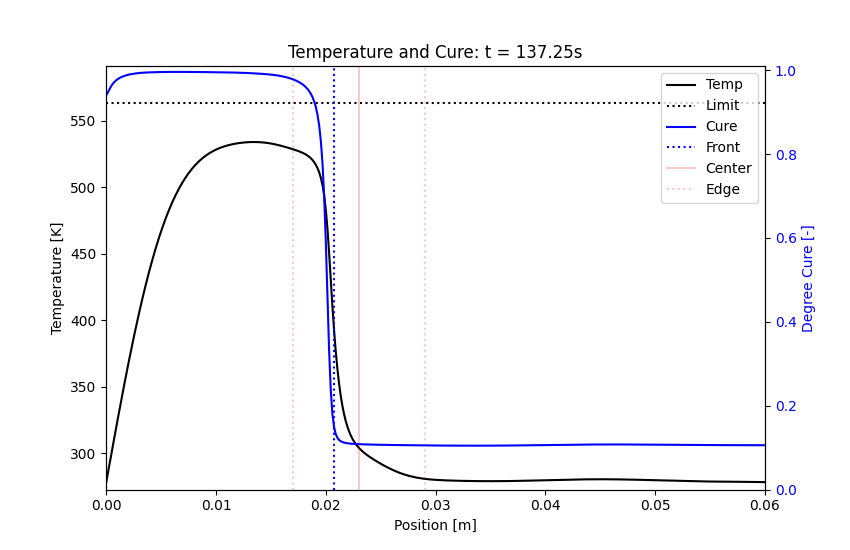 Temperature and Cure: t = 137.25s
Temperature [K]
550
500
450
400
350
300
Temp
Limit
Cure
Front
Center
Edge
1.0
0.8
0.6
0.4
0.2
0.0
Degree Cure [-]
0.00
0.01
0.02
0.03
0.04
0.05
0.06
Position [m]